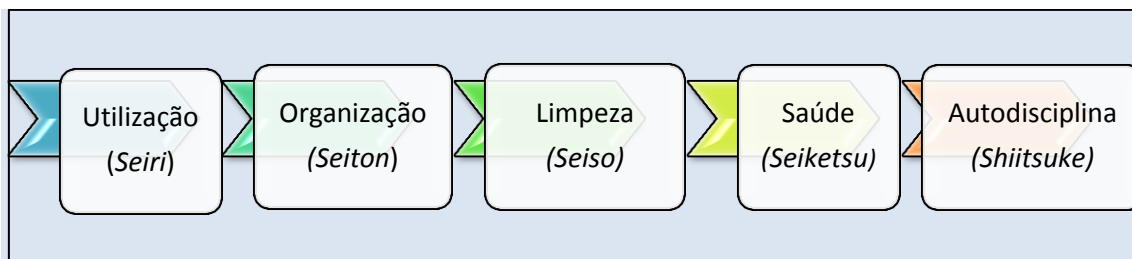 Utilização
(Seiri)
Organização
(Seiton)
Limpeza
(Seiso)
Saúde
(Seiketsu)
Autodisciplina
(Shiitsuke)